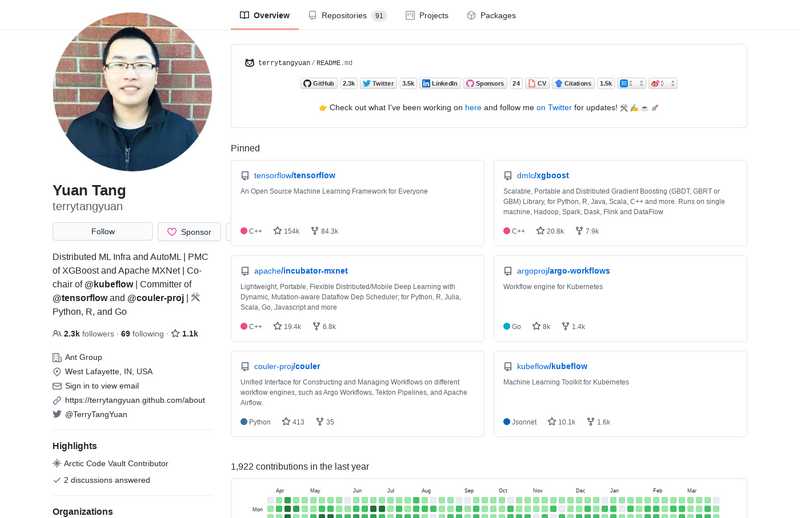 Overview Repositories 91 Projects Packages
terrytangyuan / README.md
GitHub 2.3k Twitter 3.5k LinkedIn Sponsors 24 CV Citations 1.5k
👉 Check out what I've been working on here and follow me on Twitter for updates! 🛠 ✍ ☕ 🚀
Yuan Tang
terrytangyuan
Follow
Sponsor
Distributed ML Infra and AutoML | PMC
of XGBoost and Apache MXNet | Co-
chair of @kubeflow | Committer of
@tensorflow and @couler-proj | 🛠
Python, R, and Go
2.3k followers · 69 following · 1.1k
Ant Group
West Lafayette, IN, USA
Sign in to view email
https://terrytangyuan.github.com/about
@TerryTangYuan
Highlights
Arctic Code Vault Contributor
2 discussions answered
Organizations
Pinned
tensorflow/tensorflow
An Open Source Machine Learning Framework for Everyone
C++ 154k 84.3k
dmlc/xgboost
Scalable, Portable and Distributed Gradient Boosting (GBDT, GBRT or
GBM) Library, for Python, R, Java, Scala, C++ and more. Runs on single
machine, Hadoop, Spark, Dask, Flink and DataFlow
C++ 20.8k 7.9k
apache/incubator-mxnet
Lightweight, Portable, Flexible Distributed/Mobile Deep Learning with
Dynamic, Mutation-aware Dataflow Dep Scheduler; for Python, R, Julia,
Scala, Go, Javascript and more
C++ 19.4k 6.8k
argoproj/argo-workflows
Workflow engine for Kubernetes
Go 8k 1.4k
couler-proj/couler
Unified Interface for Constructing and Managing Workflows on different
workflow engines, such as Argo Workflows, Tekton Pipelines, and Apache
Airflow.
Python 413 35
kubeflow/kubeflow
Machine Learning Toolkit for Kubernetes
Jsonnet 10.1k 1.6k
1,922 contributions in the last year
Apr May Jun Jul Aug Sep Oct Nov Dec Jan Feb Mar
Mon